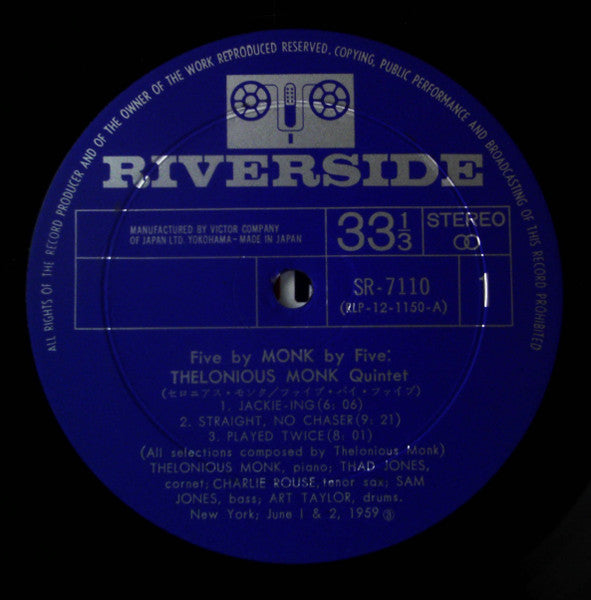 ALL RIGHTS OF THE RECORD PRODUCER AND OF THE OWNER OF THE WORK REPRODUCED RESERVED. COPYING, PUBLIC PERFORMANCE AND BROADCASTING OF THIS RECORD PROHIBITED
RIVERSIDE
MANUFACTURED BY VICTOR COMPANY
OF JAPAN LTD. YOKOHAMA-MADE IN JAPAN
33 1/3
STEREO
SR-7110
(RLP-12-1150-A)
1
Five by MONK by Five:
THELONIOUS MONK Quintet
(セロニアス・モンク/ファイブ・バイ・ファイブ)
1. JACKIE-ING(6: 06)
2. STRAIGHT, NO CHASER(9: 21)
3. PLAYED TWICE(8: 01)
(All selections composed by Thelonious Monk)
THELONIOUS MONK, piano; THAD JONES,
cornet; CHARLIE ROUSE, tenor sax; SAM
JONES, bass; ART TAYLOR, drums.
New York; June 1 & 2, 1959 ③